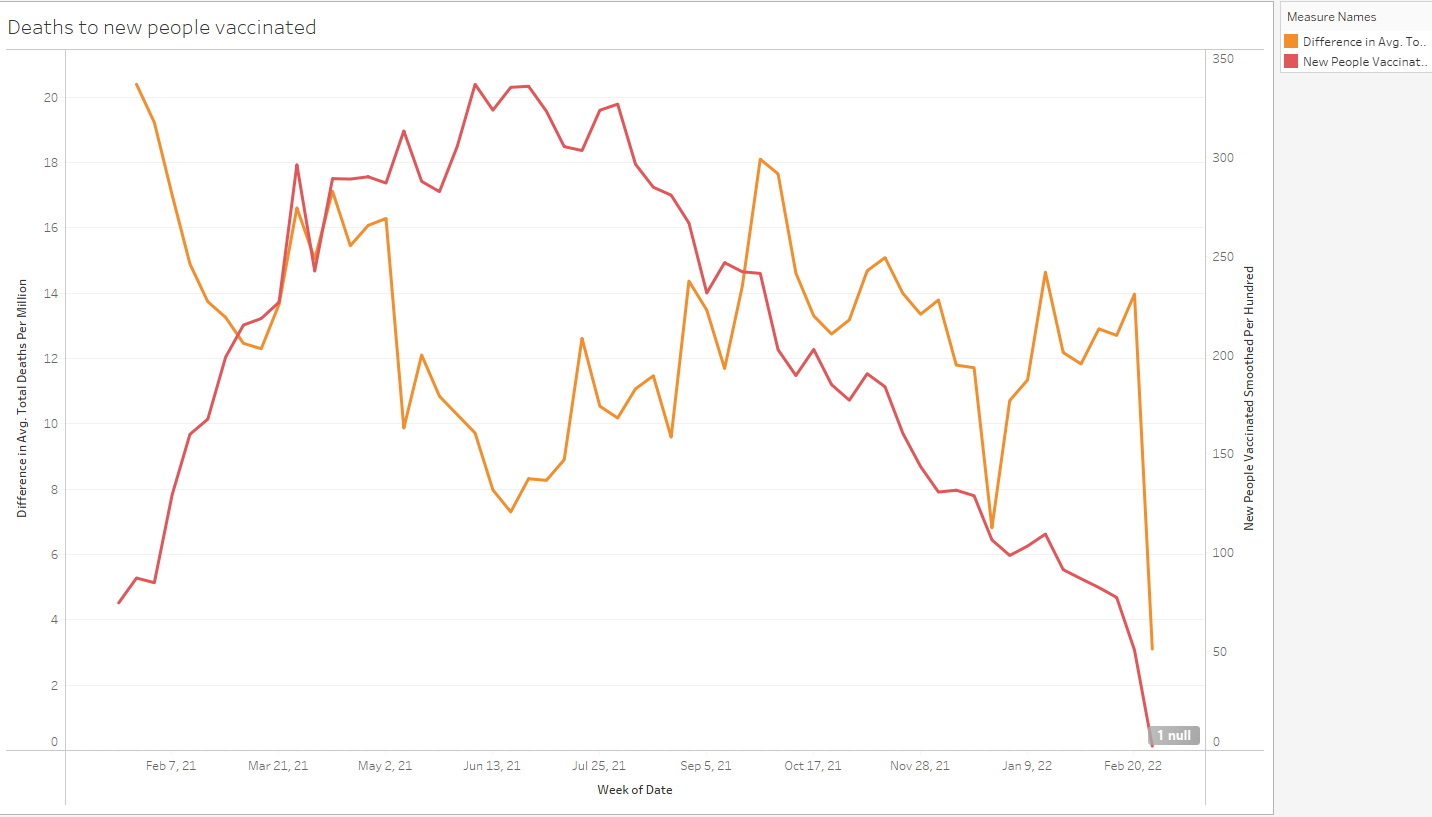 Deaths to new people vaccinated
Measure Names
Difference in Avg. To..
New People Vaccinat..
20
18
16
14
12
10
8
6
4
2
0
Difference in Avg. Total Deaths Per Million
350
300
250
200
150
100
50
0
New People Vaccinated Smoothed Per Hundred
1 null
Feb 7, 21 Mar 21, 21 May 2, 21 Jun 13, 21 Jul 25, 21 Sep 5, 21 Oct 17, 21 Nov 28, 21 Jan 9, 22 Feb 20, 22
Week of Date